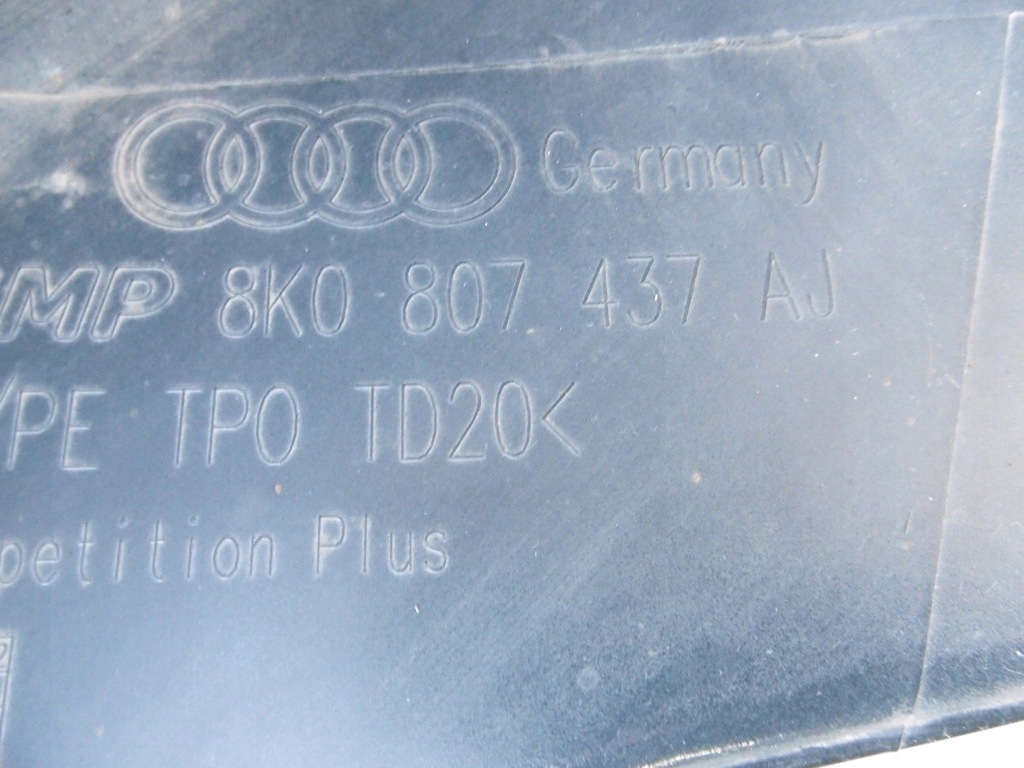 Germany
8K0 807 437 AJ
TPO TD20<
Plus